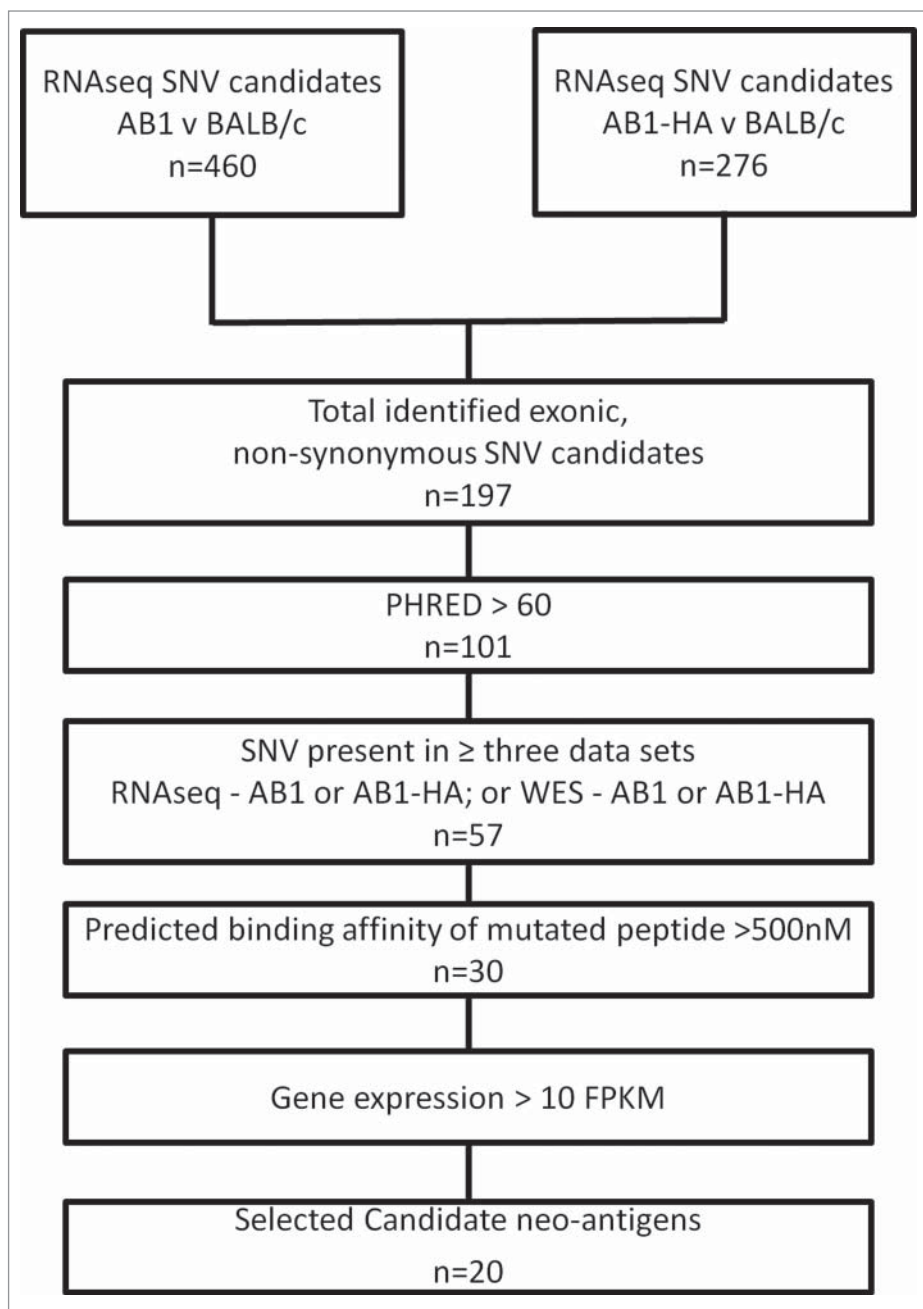 RNAseq SNV candidates
AB1 v BALB/c
n=460
RNAseq SNV candidates
AB1-HA v BALB/c
n=276
Total identified exonic,
non-synonymous SNV candidates
n=197
PHRED > 60
n=101
SNV present in ≥ three data sets
RNAseq - AB1 or AB1-HA; or WES - AB1 or AB1-HA
n=57
Predicted binding affinity of mutated peptide >500nM
n=30
Gene expression > 10 FPKM
Selected Candidate neo-antigens
n=20